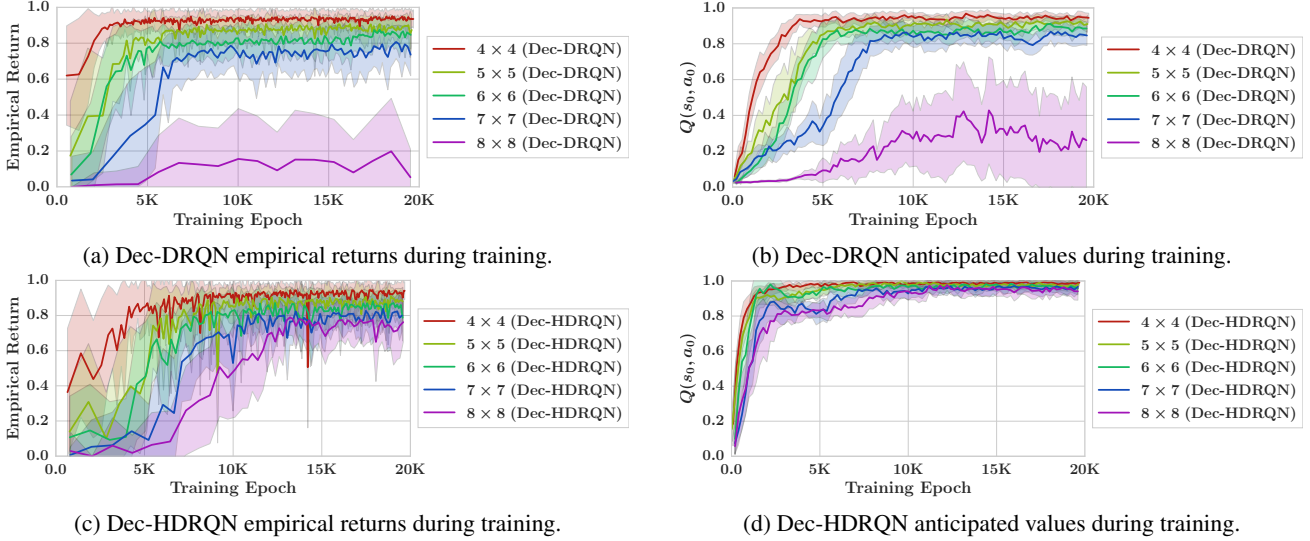 Empirical Return
1.0
0.8
0.6
0.4
0.2
0.0
0.0
5K
10K
15K
20K
Training Epoch
4 × 4 (Dec-DRQN)
5 × 5 (Dec-DRQN)
6 × 6 (Dec-DRQN)
7 × 7 (Dec-DRQN)
8 × 8 (Dec-DRQN)
(a) Dec-DRQN empirical returns during training.
Q(s₀, a₀)
1.0
0.8
0.6
0.4
0.2
0.0
0.0
5K
10K
15K
20K
Training Epoch
4 × 4 (Dec-DRQN)
5 × 5 (Dec-DRQN)
6 × 6 (Dec-DRQN)
7 × 7 (Dec-DRQN)
8 × 8 (Dec-DRQN)
(b) Dec-DRQN anticipated values during training.
Empirical Return
1.0
0.8
0.6
0.4
0.2
0.0
0.0
5K
10K
15K
20K
Training Epoch
4 × 4 (Dec-HDRQN)
5 × 5 (Dec-HDRQN)
6 × 6 (Dec-HDRQN)
7 × 7 (Dec-HDRQN)
8 × 8 (Dec-HDRQN)
(c) Dec-HDRQN empirical returns during training.
Q(s₀, a₀)
1.0
0.8
0.6
0.4
0.2
0.0
0.0
5K
10K
15K
20K
Training Epoch
4 × 4 (Dec-HDRQN)
5 × 5 (Dec-HDRQN)
6 × 6 (Dec-HDRQN)
7 × 7 (Dec-HDRQN)
8 × 8 (Dec-HDRQN)
(d) Dec-HDRQN anticipated values during training.